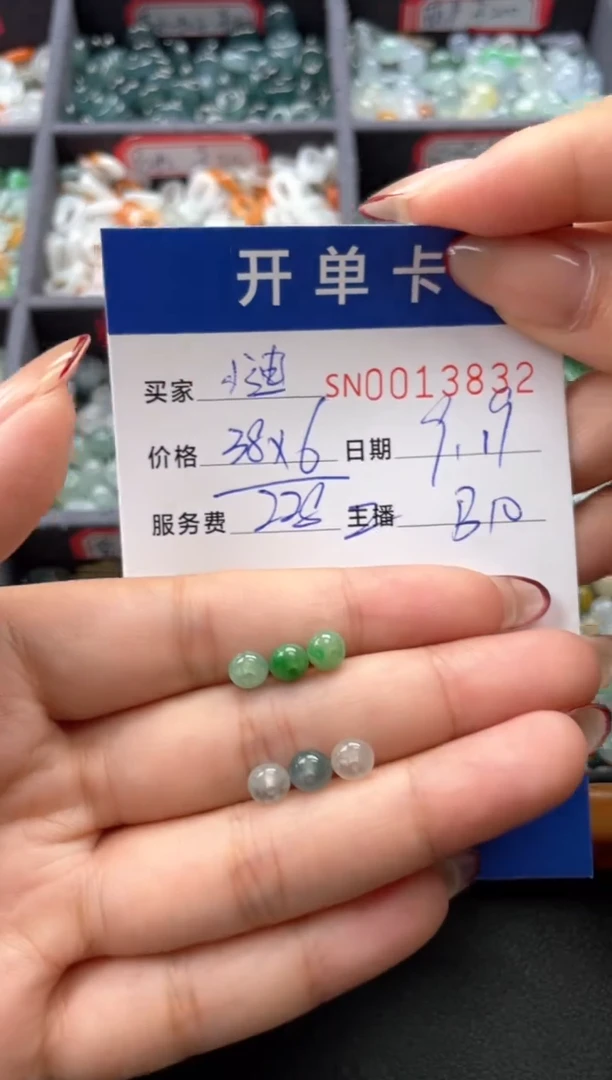 开单卡
买家 小迪 SN0013832
价格 38x6 日期 9.19
服务费 228 主播